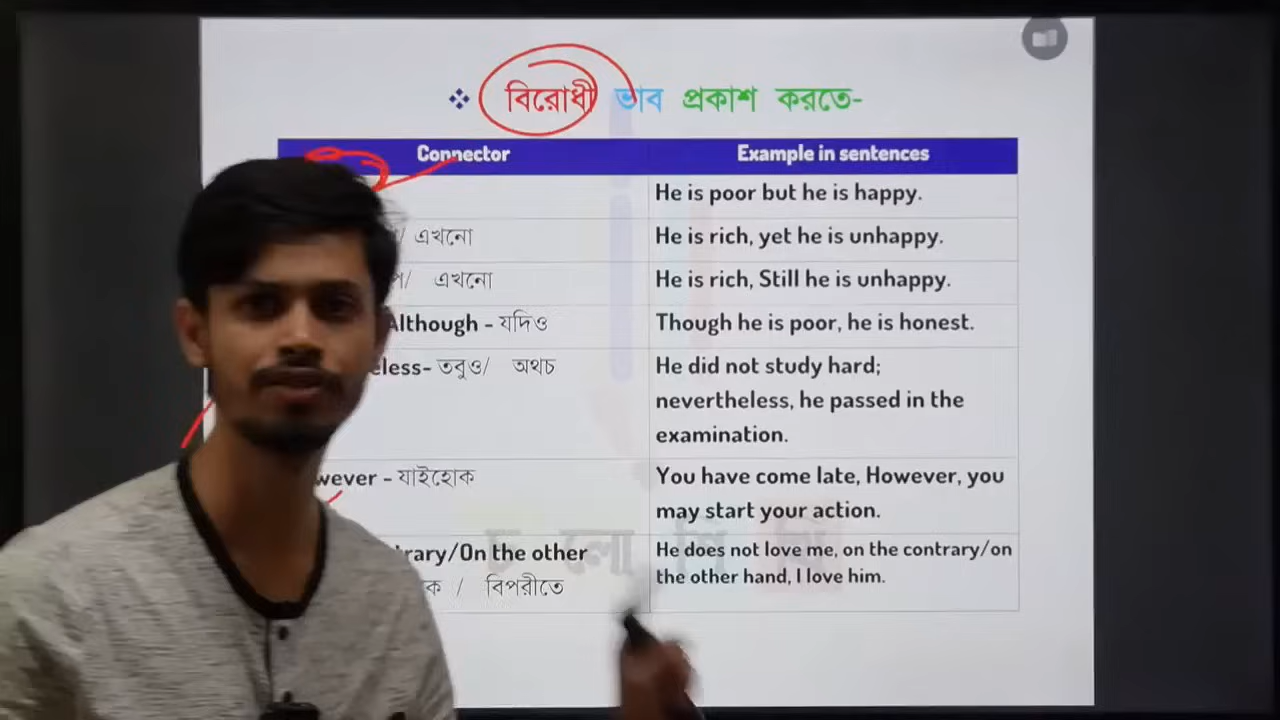 ❖ বিরোধী ভাব প্রকাশ করতে-
Connector
Example in sentences
He is poor but he is happy.
/ এখনো
He is rich, yet he is unhappy.
/ এখনো
He is rich, Still he is unhappy.
Although - যদিও
Though he is poor, he is honest.
eless- তবুও/ অথচ
He did not study hard;
nevertheless, he passed in the
examination.
wever - যাইহোক
You have come late, However, you
may start your action.
trary/On the other
ক / বিপরীতে
He does not love me, on the contrary/on
the other hand, I love him.
চলো শিখি